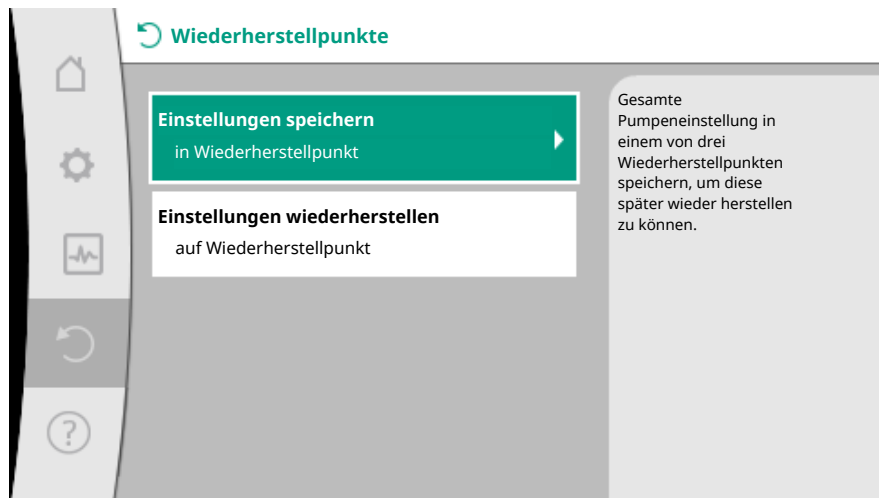 Wiederherstellpunkte
Einstellungen speichern
in Wiederherstellpunkt
Einstellungen wiederherstellen
auf Wiederherstellpunkt
Gesamte
Pumpeneinstellung in
einem von drei
Wiederherstellpunkten
speichern, um diese
später wieder herstellen
zu können.
?